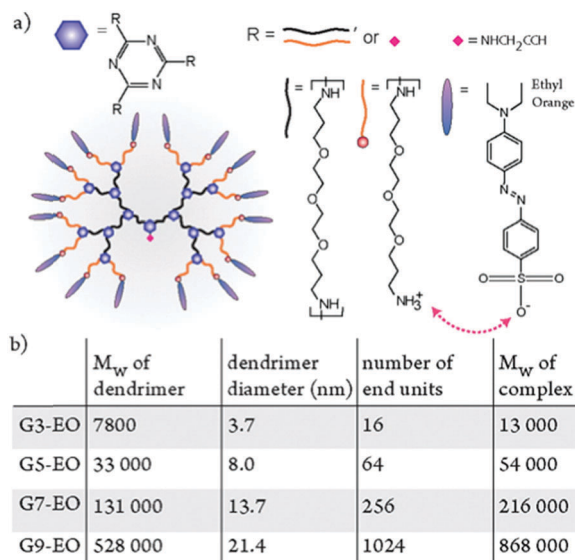 a)
=
R
N
N
N
R
R
R =
' or
= NHCH₂CCH
=
NH
O
O
O
NH
=
NH
O
O
O
NH₃⁺
=
Ethyl
Orange
N
N
N
O=S=O
O⁻
b)
M_W of dendrimer | dendrimer diameter (nm) | number of end units | M_W of complex
G3-EO | 7800 | 3.7 | 16 | 13 000
G5-EO | 33 000 | 8.0 | 64 | 54 000
G7-EO | 131 000 | 13.7 | 256 | 216 000
G9-EO | 528 000 | 21.4 | 1024 | 868 000